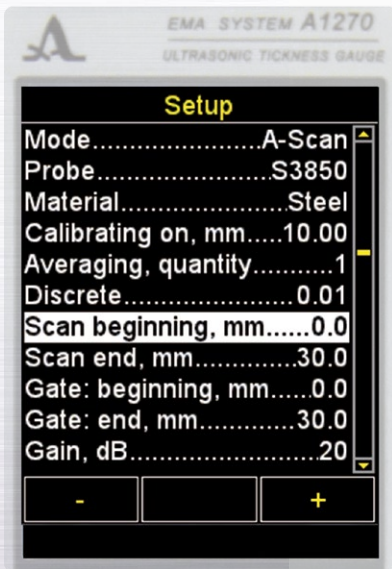 EMA SYSTEM A1270
ULTRASONIC TICKNESS GAUGE
Setup
Mode......................A-Scan
Probe.......................S3850
Material.....................Steel
Calibrating on, mm.....10.00
Averaging, quantity...........1
Discrete......................0.01
Scan beginning, mm......0.0
Scan end, mm.............30.0
Gate: beginning, mm......0.0
Gate: end, mm.............30.0
Gain, dB.........................20
- +